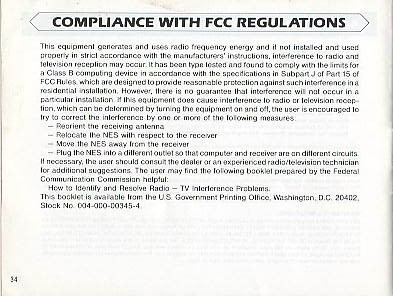 COMPLIANCE WITH FCC REGULATIONS
This equipment generates and uses radio frequency energy and if not installed and used
properly in strict accordance with the manufacturers' instructions, interference to radio and
television reception may occur. It has been type tested and found to comply with the limits for
a Class B computing device in accordance with the specifications in Subpart J of Part 15 of
FCC Rules, which are designed to provide reasonable protection against such interference in a
residential installation. However, there is no guarantee that interference will not occur in a
particular installation. If this equipment does cause interference to radio or television recep-
tion, which can be determined by turning the equipment on and off, the user is encouraged to
try to correct the interference by one or more of the following measures:
— Reorient the receiving antenna
— Relocate the NES with respect to the receiver
— Move the NES away from the receiver
— Plug the NES into a different outlet so that computer and receiver are on different circuits.
If necessary, the user should consult the dealer or an experienced radio/television technician
for additional suggestions. The user may find the following booklet prepared by the Federal
Communication Commission helpful:
How to Identify and Resolve Radio — TV Interference Problems.
This booklet is available from the U.S. Government Printing Office, Washington, D.C. 20402,
Stock No. 004-000-00345-4.
34